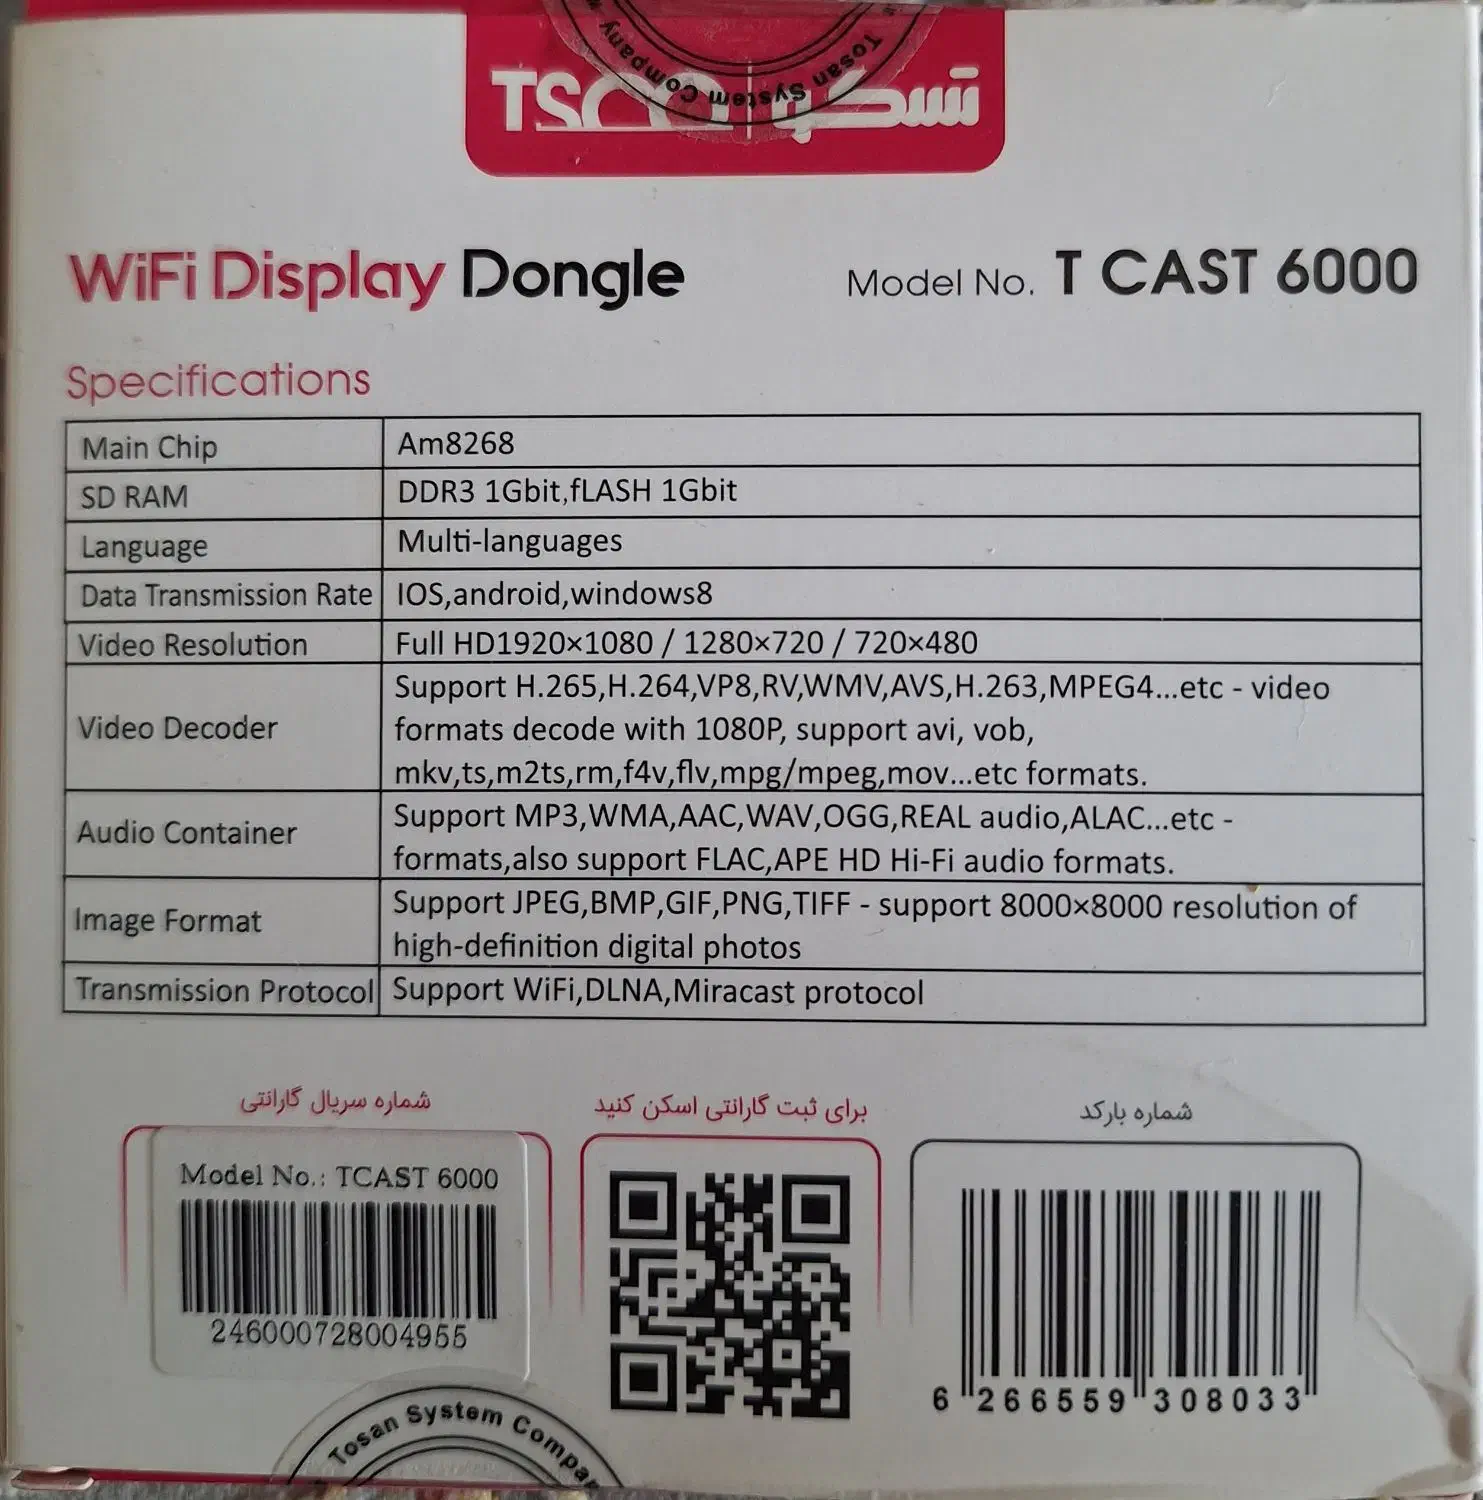 Tosan System Company
TSCO | تسکو
WiFi Display Dongle
Model No. T CAST 6000
Specifications
Main Chip Am8268
SD RAM DDR3 1Gbit,fLASH 1Gbit
Language Multi-languages
Data Transmission Rate IOS,android,windows8
Video Resolution Full HD1920×1080 / 1280×720 / 720×480
Video Decoder Support H.265,H.264,VP8,RV,WMV,AVS,H.263,MPEG4...etc - video
formats decode with 1080P, support avi, vob,
mkv,ts,m2ts,rm,f4v,flv,mpg/mpeg,mov...etc formats.
Audio Container Support MP3,WMA,AAC,WAV,OGG,REAL audio,ALAC...etc -
formats,also support FLAC,APE HD Hi-Fi audio formats.
Image Format Support JPEG,BMP,GIF,PNG,TIFF - support 8000×8000 resolution of
high-definition digital photos
Transmission Protocol Support WiFi,DLNA,Miracast protocol
شماره سریال گارانتی
Model No.: TCAST 6000
246000728004955
برای ثبت گارانتی اسکن کنید
شماره بارکد
6 266559 308033
Tosan System Company